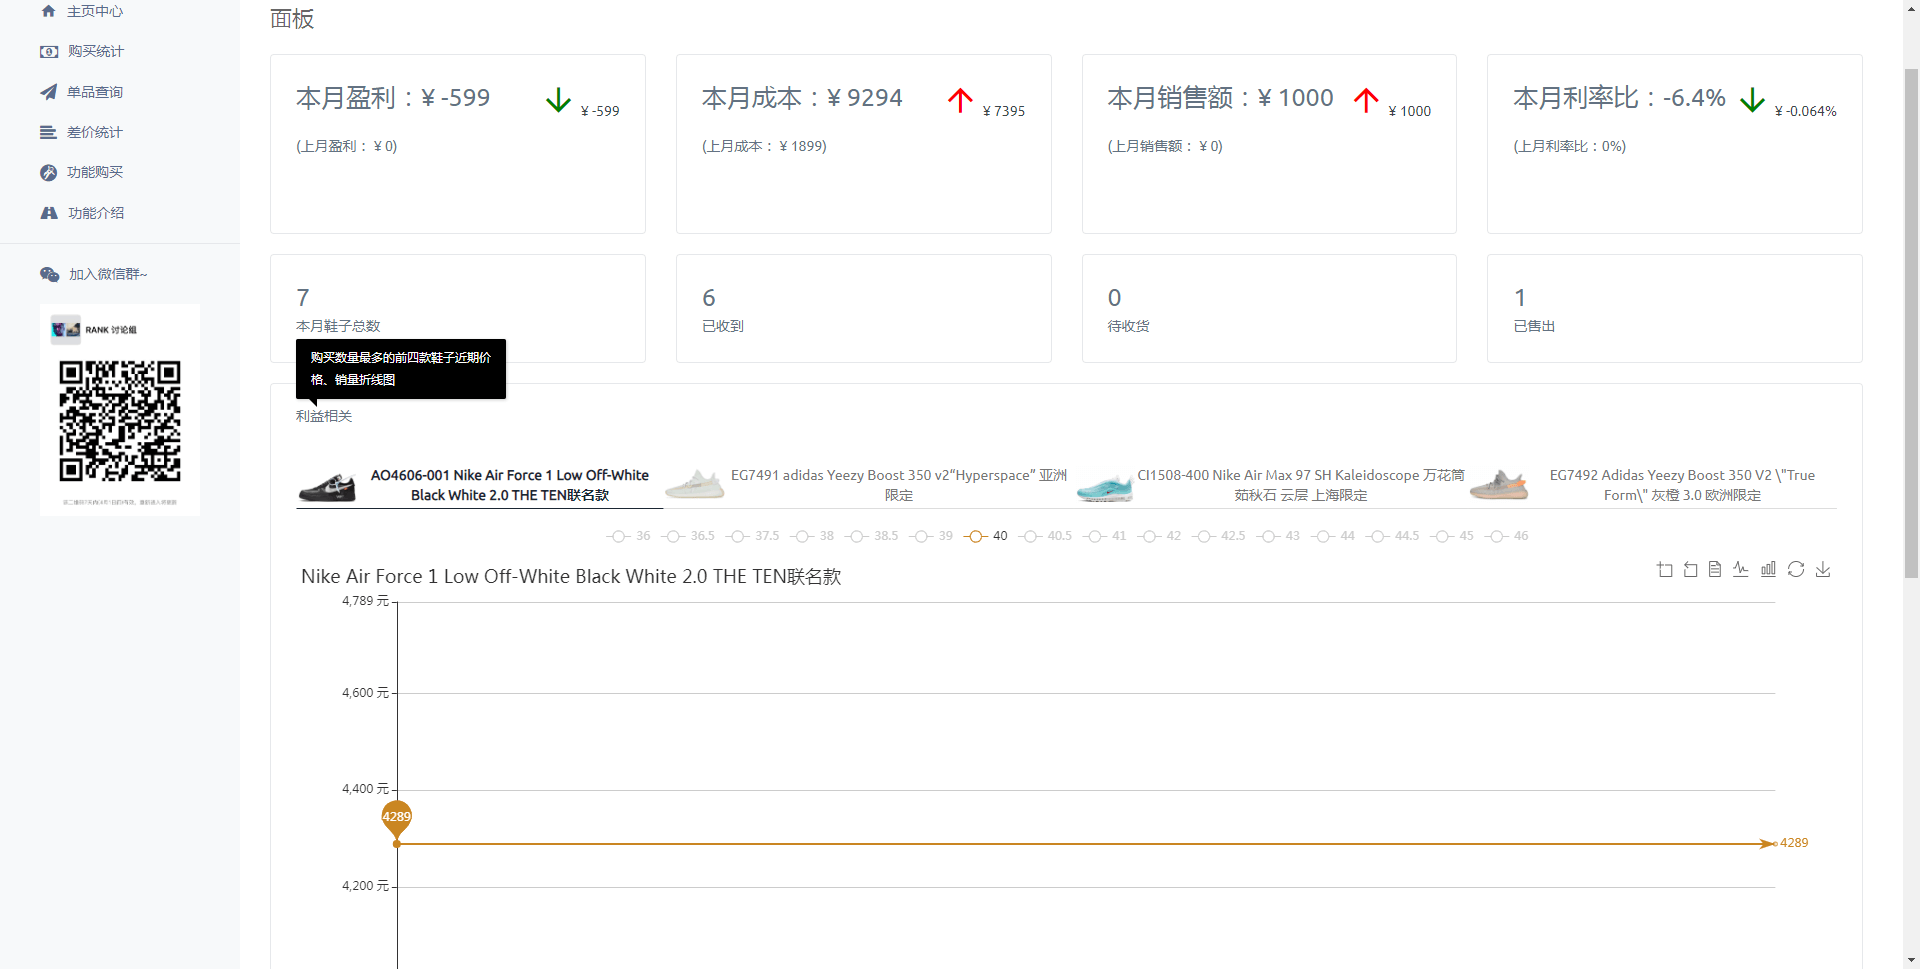 主页中心
购买统计
单品查询
差价统计
功能购买
功能介绍
加入微信群~
RANK 讨论组
面板
本月盈利：¥ -599
¥ -599
(上月盈利：¥ 0)
本月成本：¥ 9294
¥ 7395
(上月成本：¥ 1899)
本月销售额：¥ 1000
¥ 1000
(上月销售额：¥ 0)
本月利率比：-6.4%
¥ -0.064%
(上月利率比：0%)
7
本月鞋子总数
6
已收到
0
待收货
1
已售出
购买数量最多的前四款鞋子近期价
格、销量折线图
利益相关
AO4606-001 Nike Air Force 1 Low Off-White
Black White 2.0 THE TEN联名款
EG7491 adidas Yeezy Boost 350 v2“Hyperspace” 亚洲
限定
CI1508-400 Nike Air Max 97 SH Kaleidoscope 万花筒
茹秋石 云层 上海限定
EG7492 Adidas Yeezy Boost 350 V2 \"True
Form\" 灰橙 3.0 欧洲限定
36 36.5 37.5 38 38.5 39 40 40.5 41 42 42.5 43 44 44.5 45 46
Nike Air Force 1 Low Off-White Black White 2.0 THE TEN联名款
4,789 元
4,600 元
4,400 元
4289
4289
4,200 元